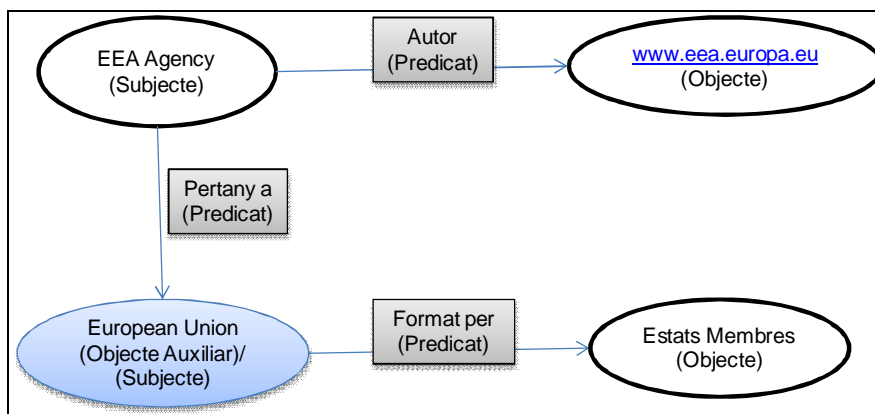 EEA Agency
(Subjecte)
Autor
(Predicat)
www.eea.europa.eu
(Objecte)
Pertany a
(Predicat)
European Union
(Objecte Auxiliar)/
(Subjecte)
Format per
(Predicat)
Estats Membres
(Objecte)